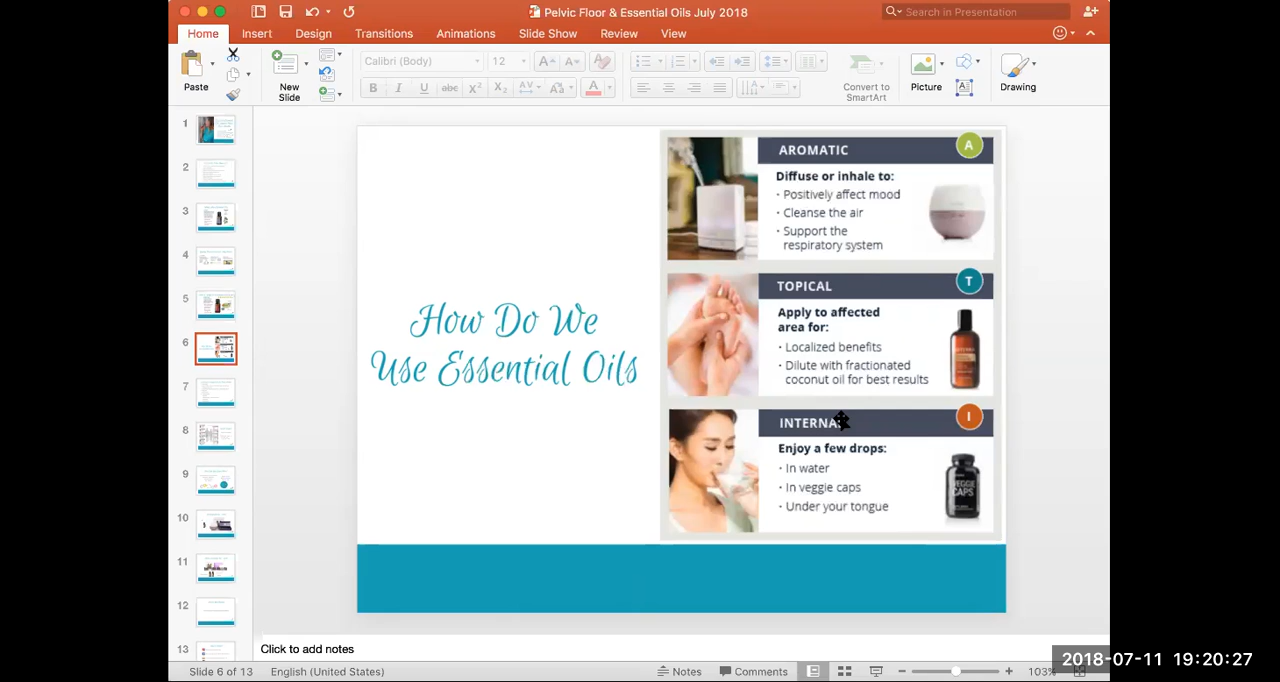 Pelvic Floor & Essential Oils July 2018
Search in Presentation
Home Insert Design Transitions Animations Slide Show Review View
Paste
New
Slide
Calibri (Body) 12
Convert to
SmartArt
Picture
Drawing
1
2
3
4
5
6
7
8
9
10
11
12
13
How Do We
Use Essential Oils
AROMATIC
A
Diffuse or inhale to:
· Positively affect mood
· Cleanse the air
· Support the
respiratory system
TOPICAL
T
Apply to affected
area for:
· Localized benefits
· Dilute with fractionated
coconut oil for best results
INTERNAL
I
Enjoy a few drops:
· In water
· In veggie caps
· Under your tongue
VEGGIE
CAPS
Click to add notes
Slide 6 of 13 English (United States) Notes Comments 103%
2018-07-11 19:20:27